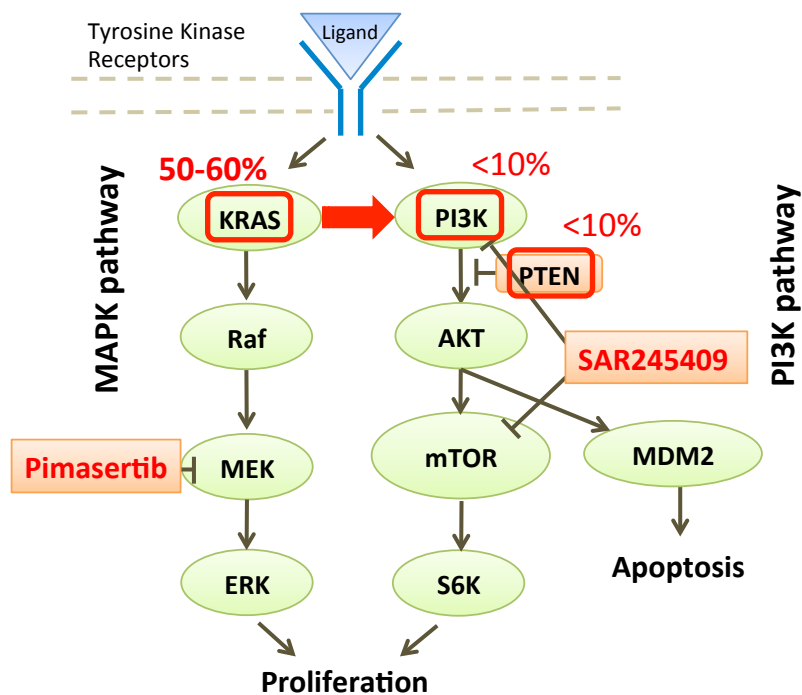 Tyrosine Kinase
Receptors
Ligand
50-60%
<10%
KRAS
PI3K
<10%
PTEN
MAPK pathway
PI3K pathway
Raf
AKT
SAR245409
Pimasertib
MEK
mTOR
MDM2
ERK
S6K
Apoptosis
Proliferation